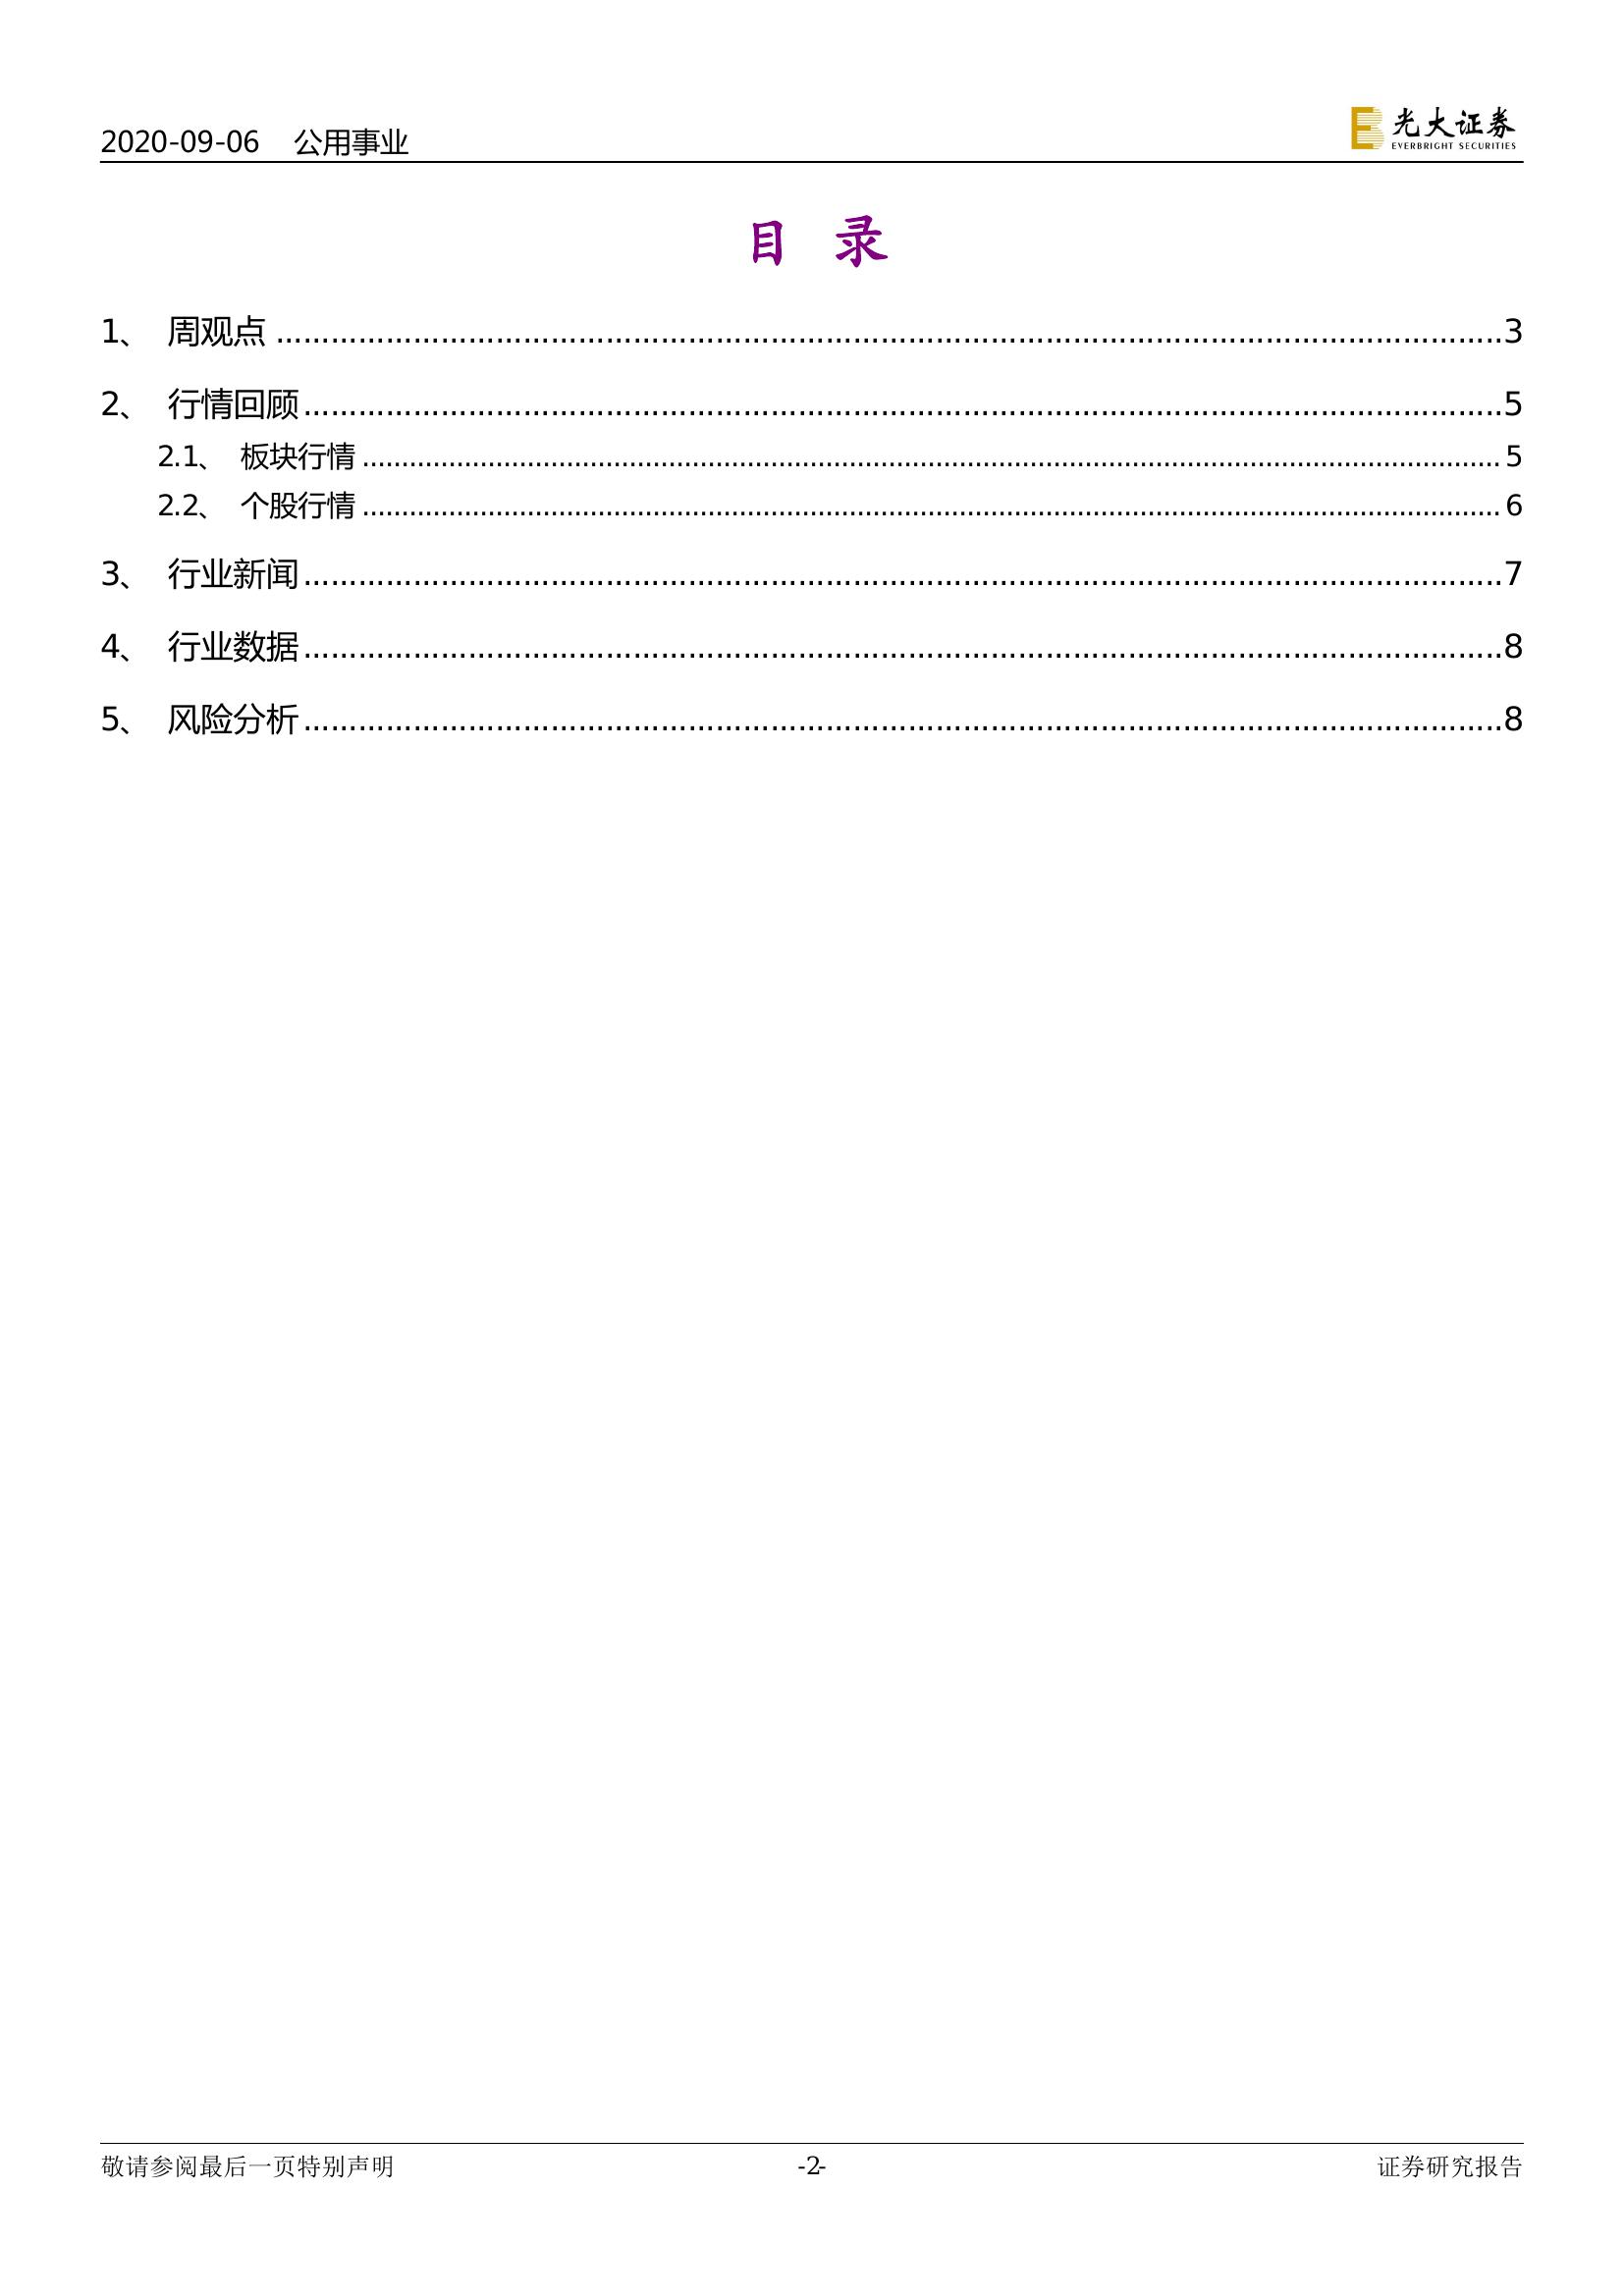 2020-09-06 公用事业
光大证券
EVERBRIGHT SECURITIES
目 录
1、 周观点 ........................................................................................................................................3
2、 行情回顾........................................................................................................................................5
2.1、 板块行情 ........................................................................................................................................ 5
2.2、 个股行情 ........................................................................................................................................ 6
3、 行业新闻........................................................................................................................................7
4、 行业数据........................................................................................................................................8
5、 风险分析........................................................................................................................................8
敬请参阅最后一页特别声明 -2- 证券研究报告